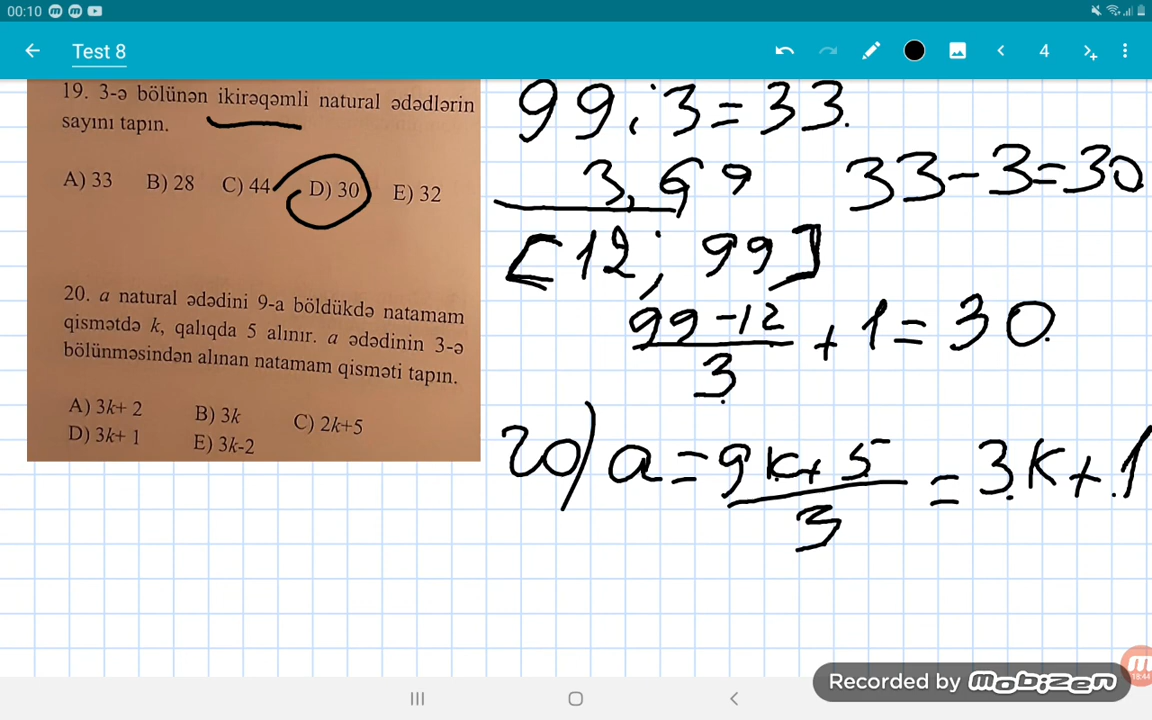 00:10
Test 8
4
19. 3-ə bölünən ikirəqəmli natural ədədlərin
sayını tapın.
A) 33 B) 28 C) 44 D) 30 E) 32
20. a natural ədədini 9-a böldükdə natamam
qismətdə k, qalıqda 5 alınır. a ədədinin 3-ə
bölünməsindən alınan natamam qisməti tapın.
A) 3k+ 2 B) 3k C) 2k+5
D) 3k+ 1 E) 3k-2
99:3=33.
3,69 33-3=30
[12; 99]
99-12
3
+1=30.
20) a=9k+5
3
=3k+1
Recorded by mobizen
18:44